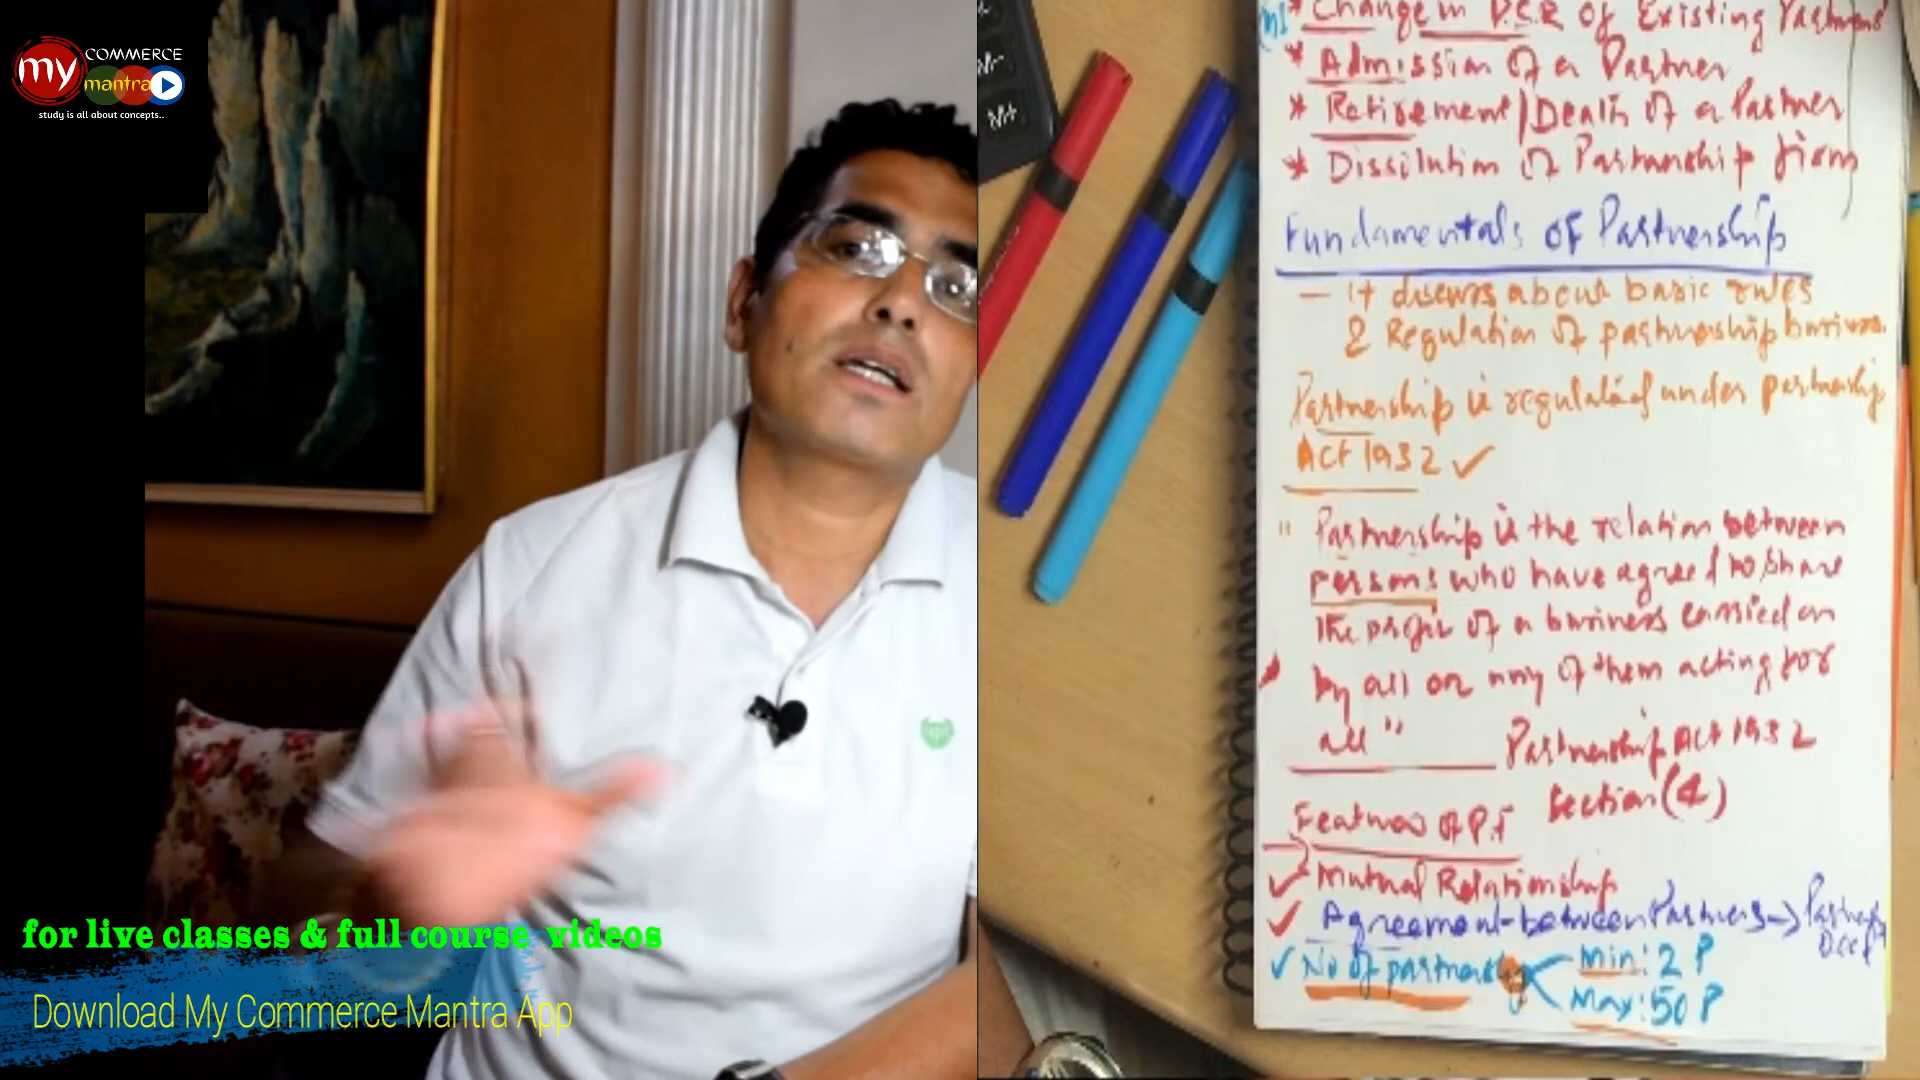 my COMMERCE
mantra
study is all about concepts..
for live classes & full course videos
Download My Commerce Mantra App
M+
* Change in P.S.R of Existing Partners
* Admission of a Partner
* Retirement/Death of a Partner
* Dissilution of Partnership firm
Fundamentals of Partnership
- it discuss about basic rules
& Regulation of partnership business.
Partnership is regulated under partnership
Act 1932 ✓
" Partnership is the relation between
persons who have agreed to share
the profit of a business carried on
by all or any of them acting for
all "
Partnership Act 1932
Section (4)
Features of P.F
✓ Mutual Relationship
✓ Agreement between Partners → Partnership
Deed
✓ No of partnership
Min: 2 P
Max: 50 P